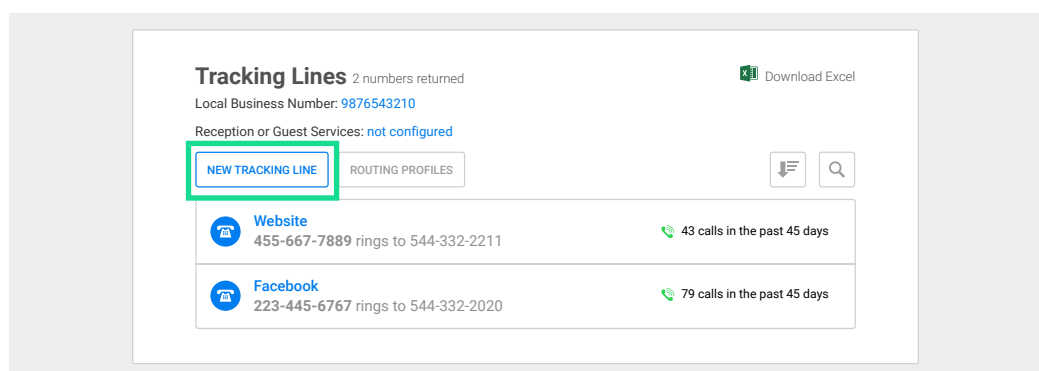 Tracking Lines 2 numbers returned
Download Excel
Local Business Number: 9876543210
Reception or Guest Services: not configured
NEW TRACKING LINE
ROUTING PROFILES
Website
455-667-7889 rings to 544-332-2211
43 calls in the past 45 days
Facebook
223-445-6767 rings to 544-332-2020
79 calls in the past 45 days